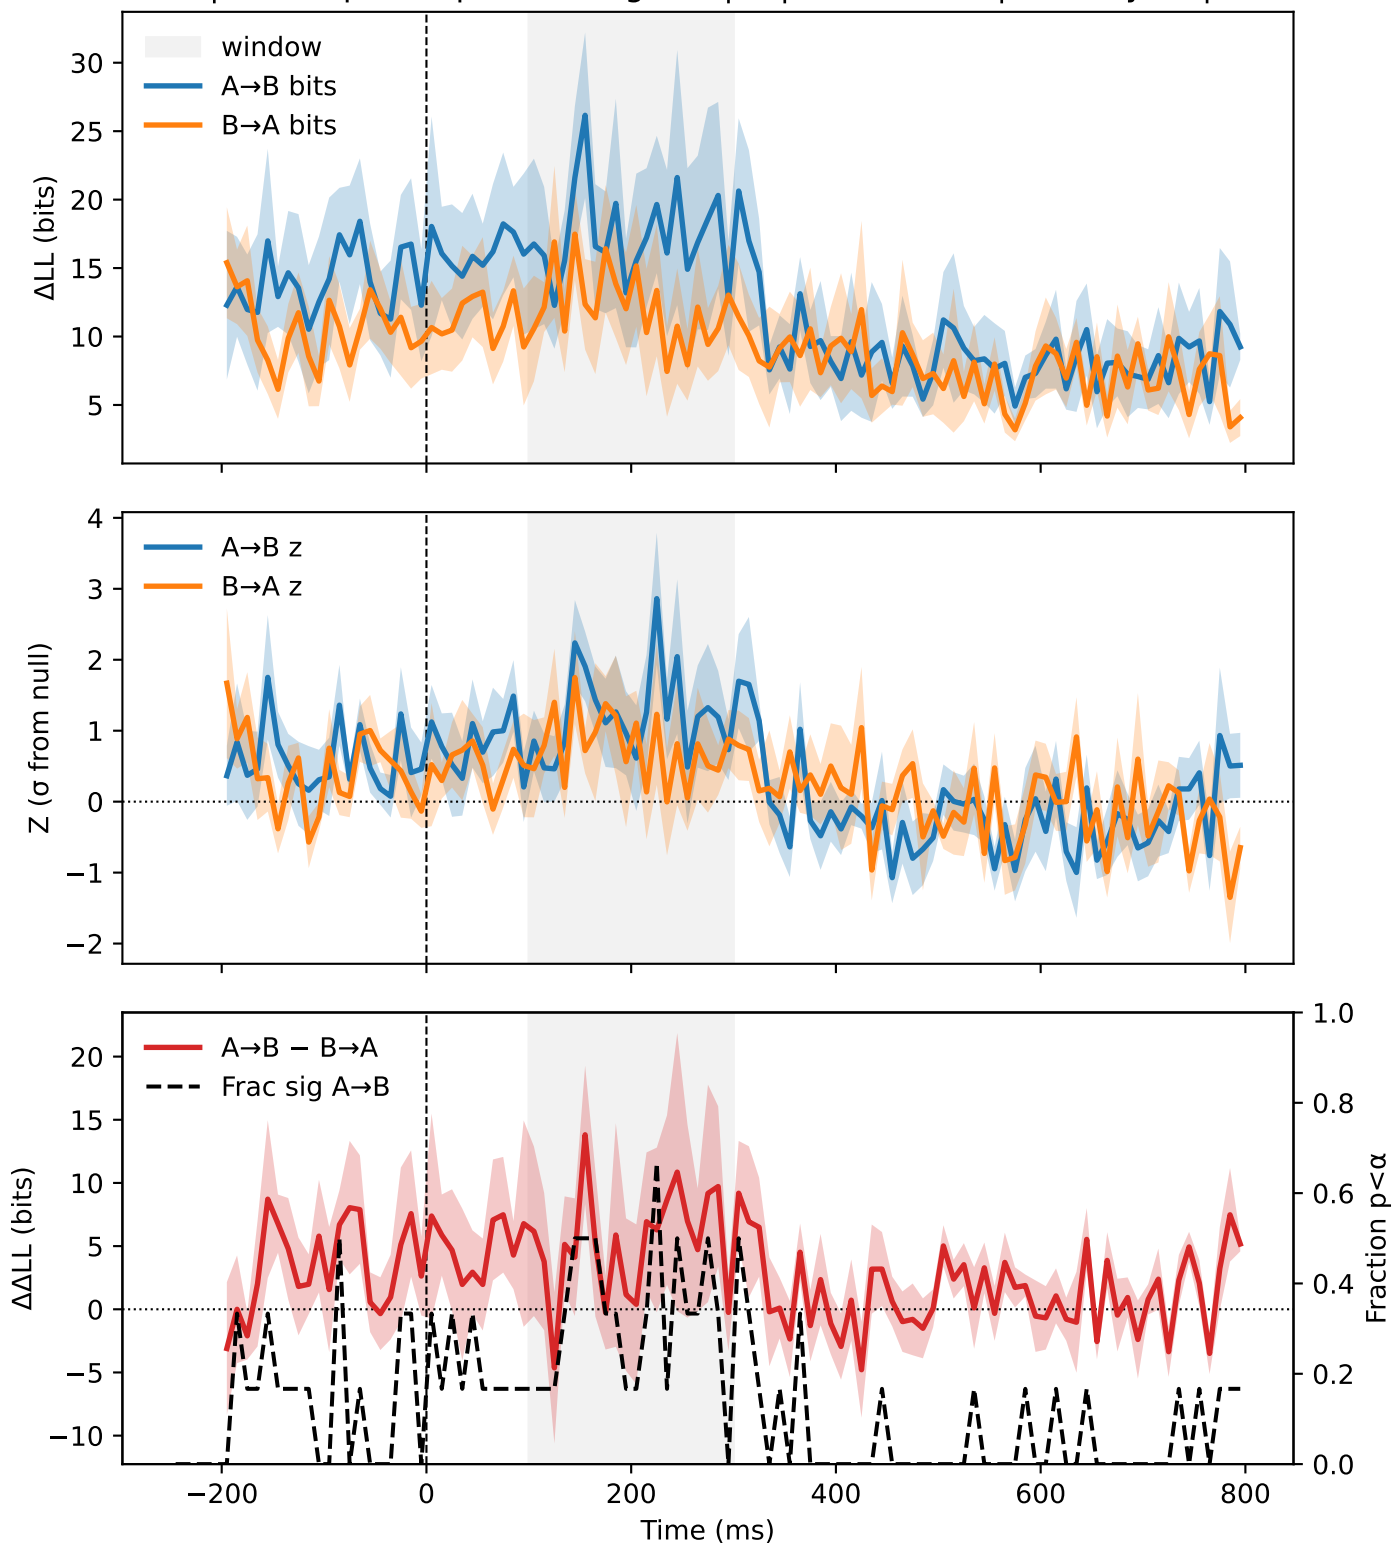 window
A→B bits
B→A bits
30
25
20
15
10
5
ΔLL (bits)
A→B z
B→A z
4
3
2
1
0
−1
−2
Z (σ from null)
A→B − B→A
Frac sig A→B
20
15
10
5
0
−5
−10
ΔΔLL (bits)
1.0
0.8
0.6
0.4
0.2
0.0
Fraction p<α
−200 0 200 400 600 800
Time (ms)